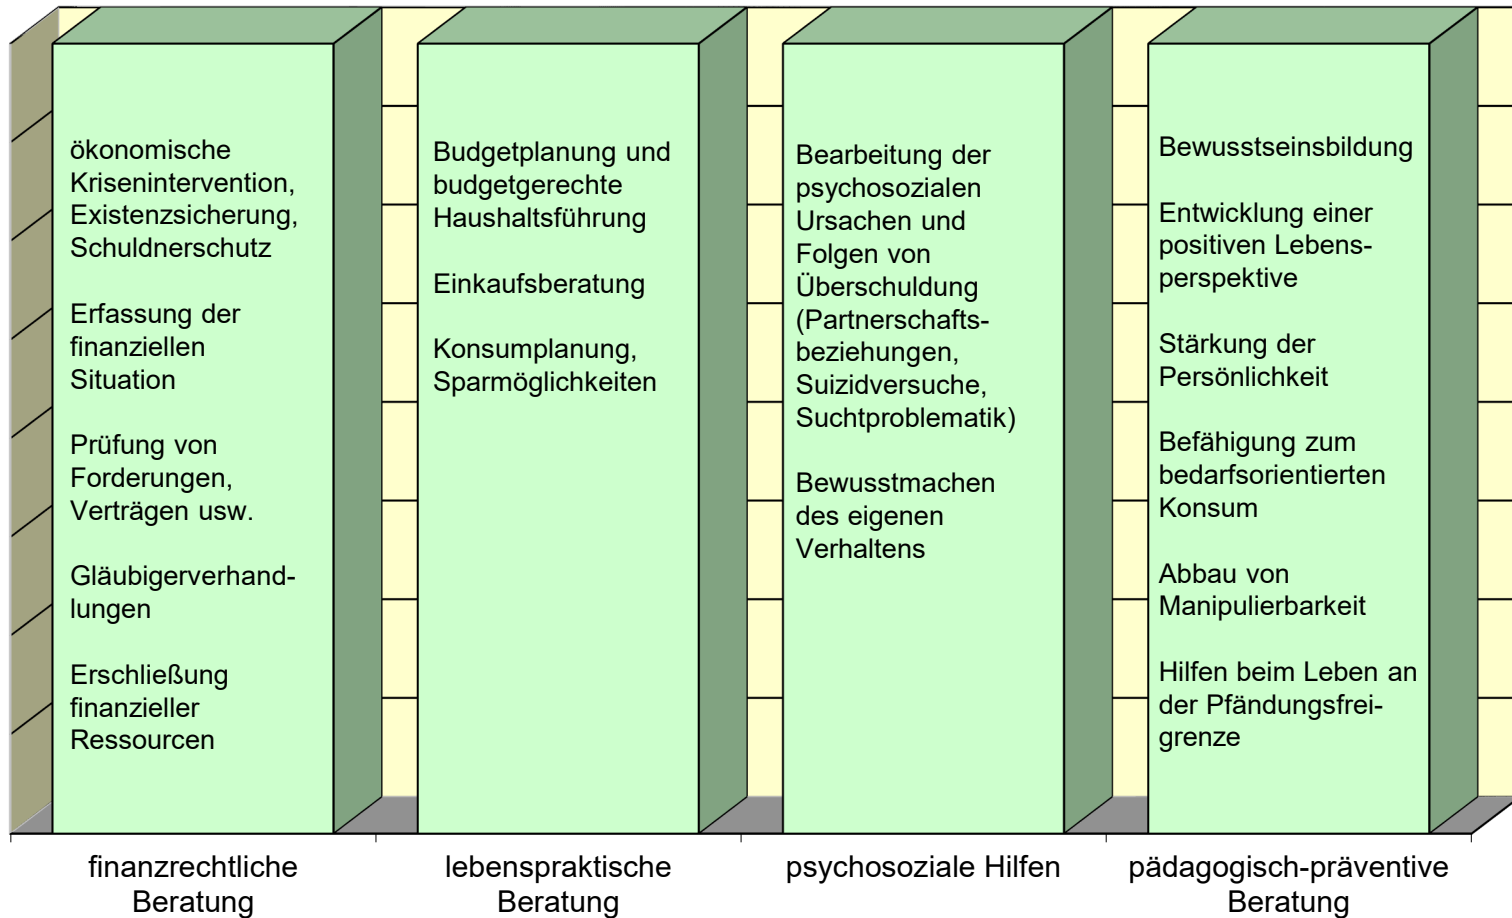 ökonomische
Krisenintervention,
Existenzsicherung,
Schuldnerschutz
Erfassung der
finanziellen
Situation
Prüfung von
Forderungen,
Verträgen usw.
Gläubigerverhand-
lungen
Erschließung
finanzieller
Ressourcen
Budgetplanung und
budgetgerechte
Haushaltsführung
Einkaufsberatung
Konsumplanung,
Sparmöglichkeiten
Bearbeitung der
psychosozialen
Ursachen und
Folgen von
Überschuldung
(Partnerschafts-
beziehungen,
Suizidversuche,
Suchtproblematik)
Bewusstmachen
des eigenen
Verhaltens
Bewusstseinsbildung
Entwicklung einer
positiven Lebens-
perspektive
Stärkung der
Persönlichkeit
Befähigung zum
bedarfsorientierten
Konsum
Abbau von
Manipulierbarkeit
Hilfen beim Leben an
der Pfändungsfrei-
grenze
finanzrechtliche
Beratung
lebenspraktische
Beratung
psychosoziale Hilfen
pädagogisch-präventive
Beratung